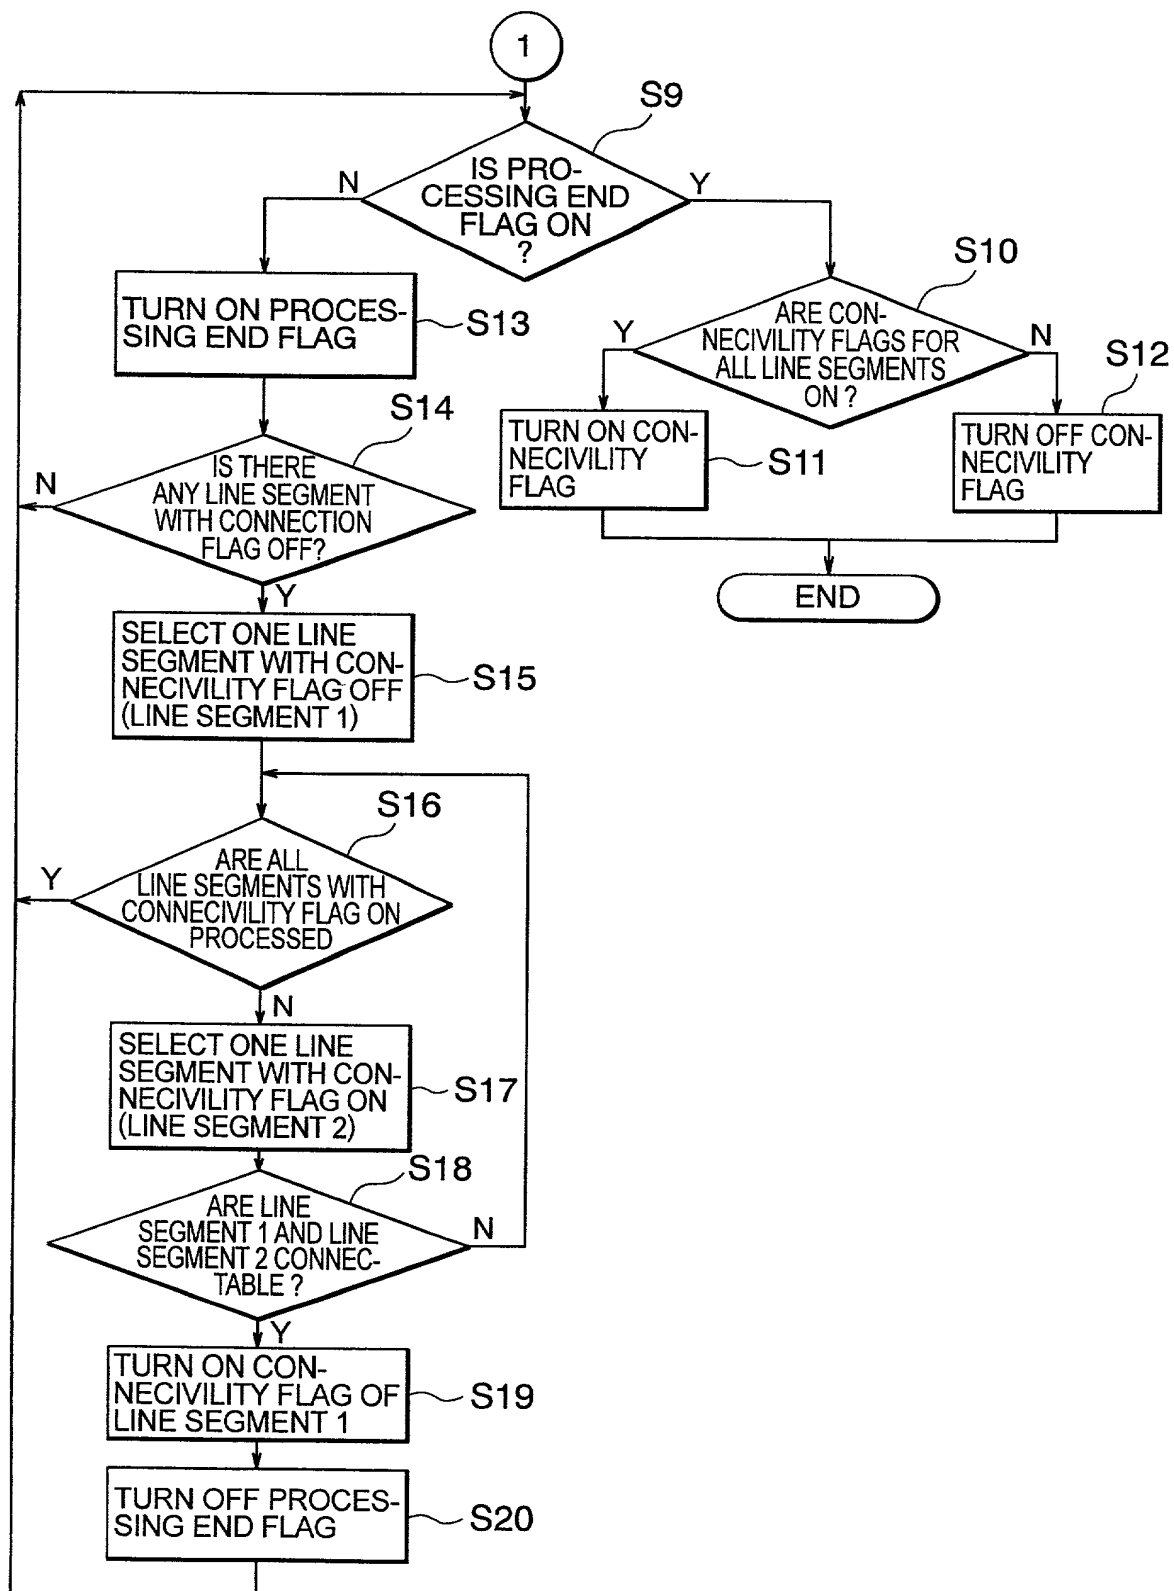 1
S9
IS PRO-
CESSING END
FLAG ON
?
N
Y
S10
ARE CON-
NECIVILITY FLAGS FOR
ALL LINE SEGMENTS
ON ?
Y
N
TURN ON PROCES-
SING END FLAG
S13
S12
TURN ON CON-
NECIVILITY
FLAG
S11
TURN OFF CON-
NECIVILITY
FLAG
END
S14
IS THERE
ANY LINE SEGMENT
WITH CONNECTION
FLAG OFF?
N
Y
SELECT ONE LINE
SEGMENT WITH CON-
NECIVILITY FLAG OFF
(LINE SEGMENT 1)
S15
S16
ARE ALL
LINE SEGMENTS WITH
CONNECIVILITY FLAG ON
PROCESSED
Y
N
SELECT ONE LINE
SEGMENT WITH CON-
NECIVILITY FLAG ON
(LINE SEGMENT 2)
S17
S18
ARE LINE
SEGMENT 1 AND LINE
SEGMENT 2 CONNEC-
TABLE ?
N
Y
TURN ON CON-
NECIVILITY FLAG OF
LINE SEGMENT 1
S19
TURN OFF PROCES-
SING END FLAG
S20